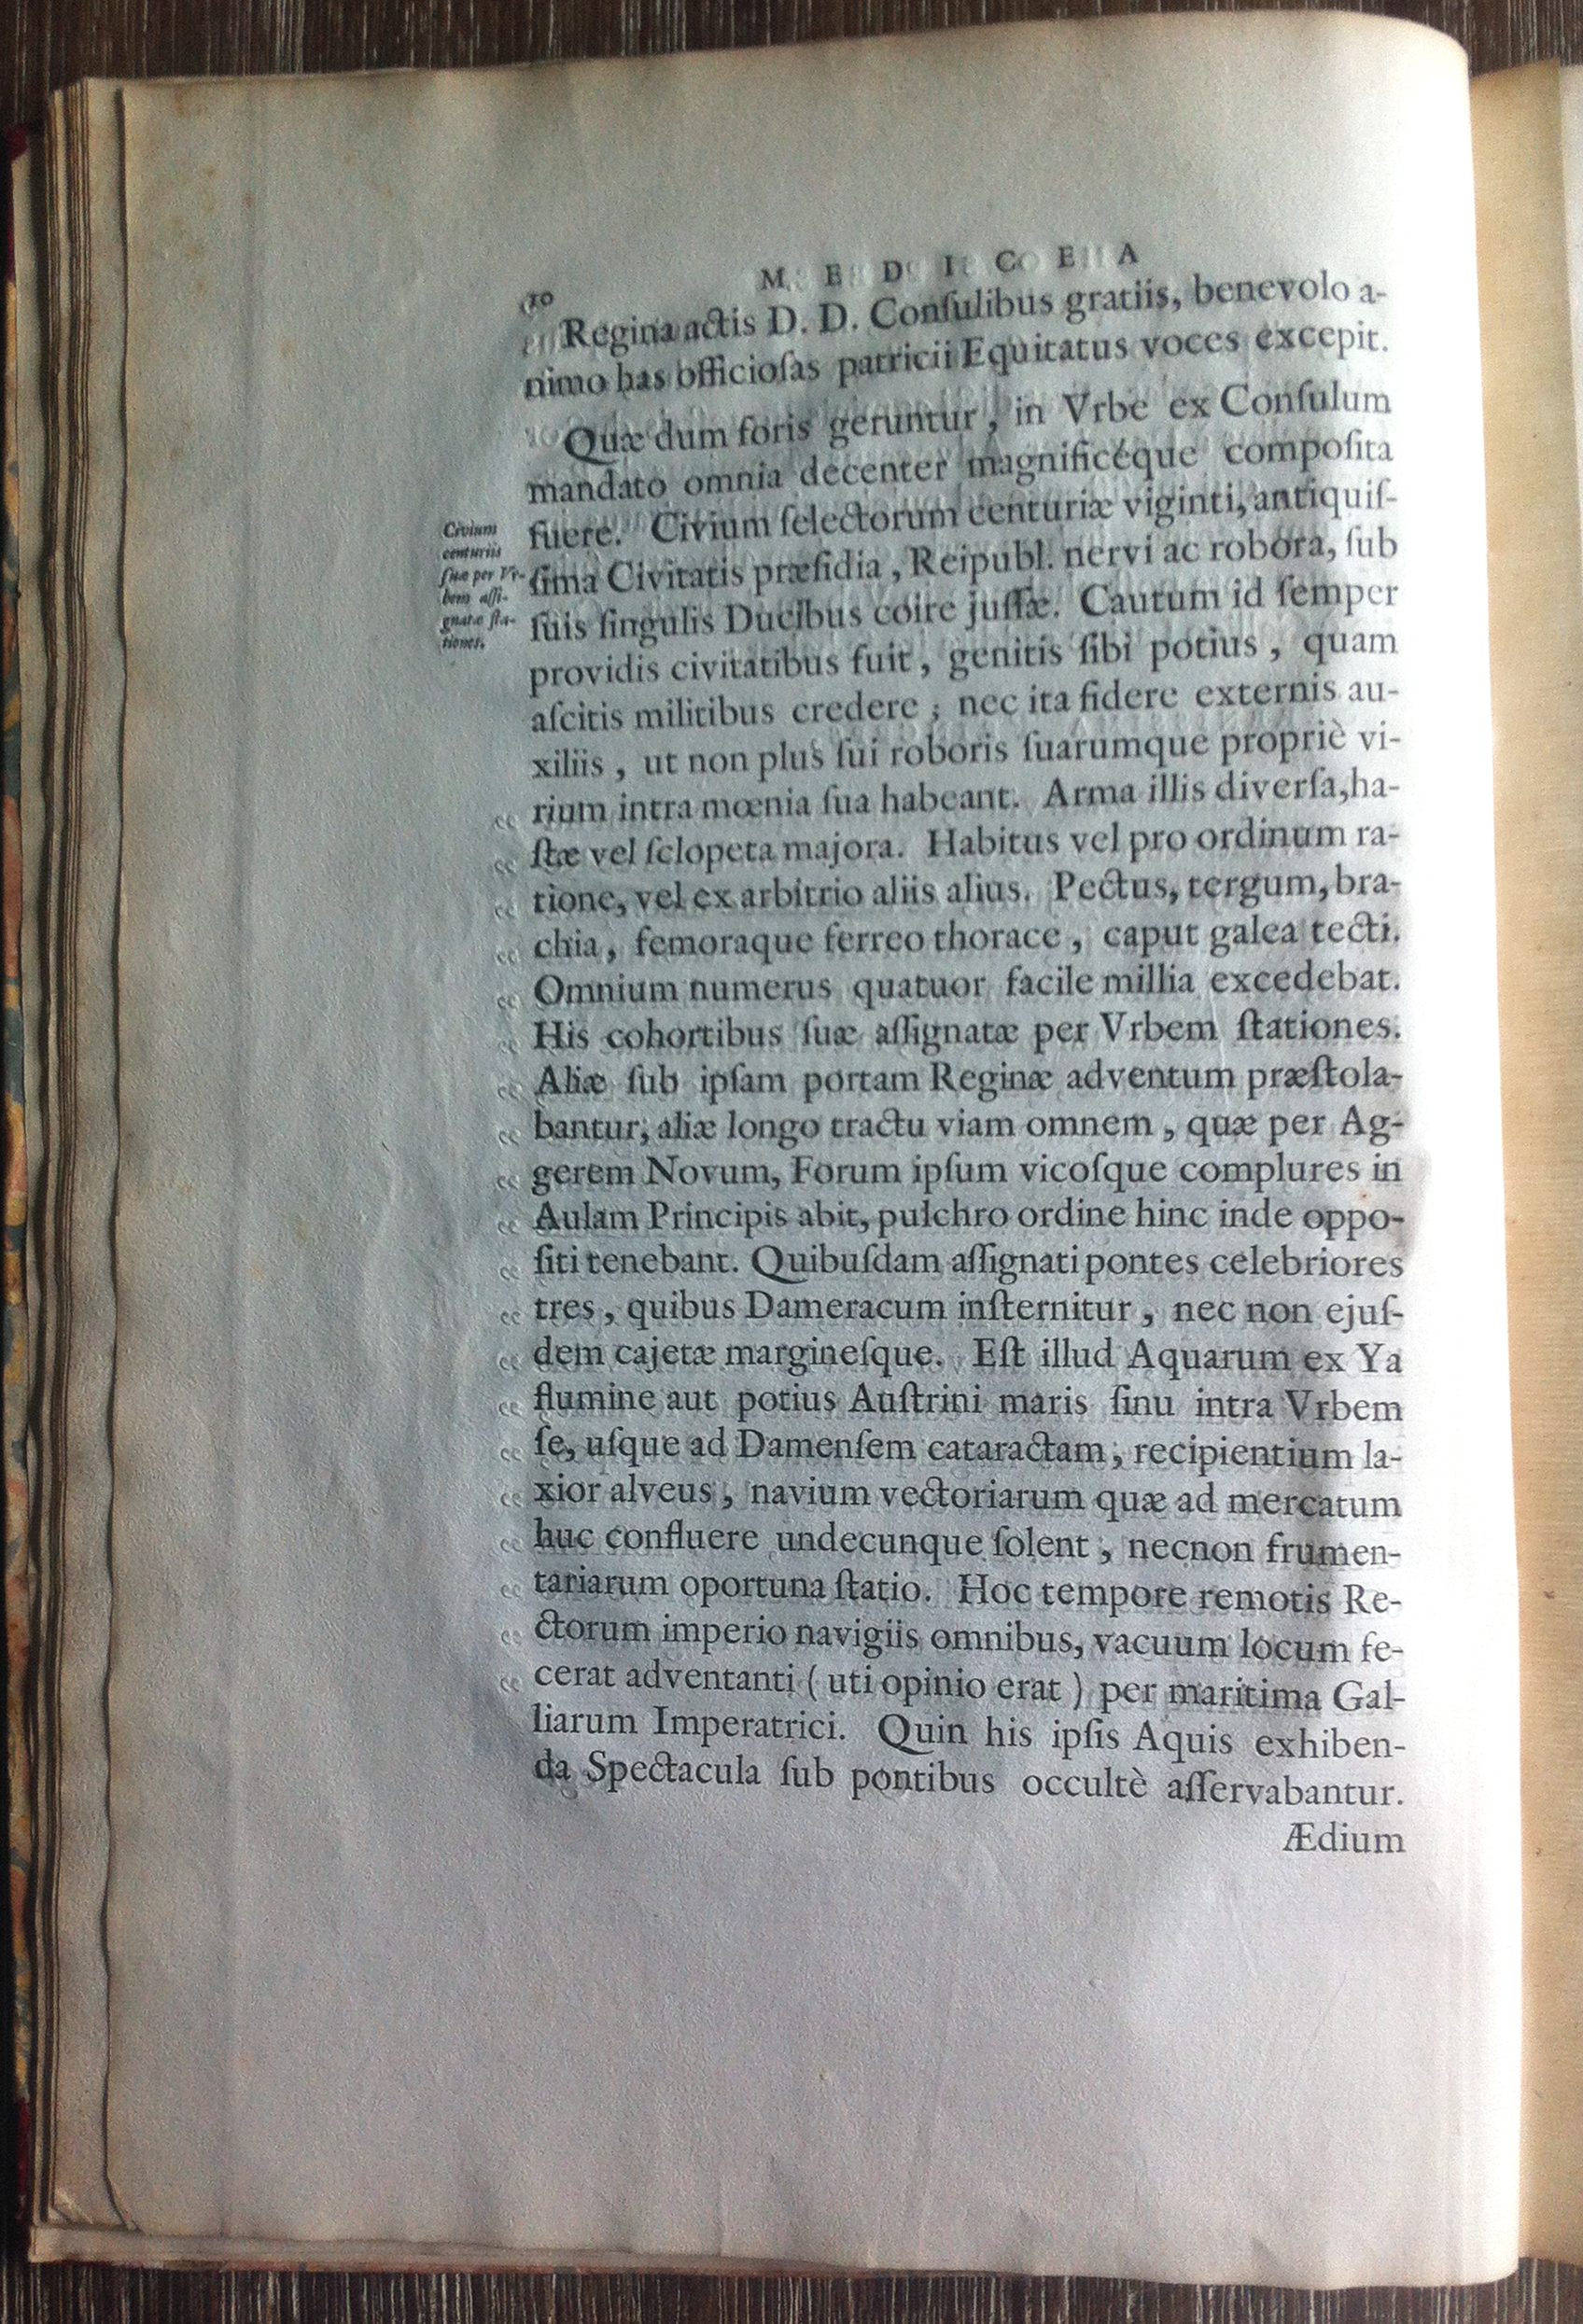 10
M E D I C E A
Regina actis D. D. Conſulibus gratiis, benevolo a-
nimo has officioſas patricii Equitatus voces excepit.
Quæ dum foris geruntur, in Vrbe ex Conſulum
mandato omnia decenter magnificéque compoſita
fuere. Civium ſelectorum centuriæ viginti, antiquiſ-
ſima Civitatis præſidia, Reipubl. nervi ac robora, ſub
ſuis ſingulis Ducibus coire juſſæ. Cautum id ſemper
providis civitatibus fuit, genitis ſibi potius, quam
aſcitis militibus credere; nec ita fidere externis au-
xiliis, ut non plus ſui roboris ſuarumque propriè vi-
rium intra mœnia ſua habeant. Arma illis diverſa, ha-
ſtæ vel ſclopeta majora. Habitus vel pro ordinum ra-
tione, vel ex arbitrio aliis alius. Pectus, tergum, bra-
chia, femoraque ferreo thorace, caput galea tecti.
Omnium numerus quatuor facile millia excedebat.
His cohortibus ſuæ aſſignatæ per Vrbem ſtationes.
Aliæ ſub ipſam portam Reginæ adventum præſtola-
bantur, aliæ longo tractu viam omnem, quæ per Ag-
gerem Novum, Forum ipſum vicoſque complures in
Aulam Principis abit, pulchro ordine hinc inde oppo-
ſiti tenebant. Quibuſdam aſſignati pontes celebriores
tres, quibus Dameracum inſternitur, nec non ejuſ-
dem cajetæ margineſque. Eſt illud Aquarum ex Ya
flumine aut potius Auſtrini maris ſinu intra Vrbem
ſe, uſque ad Damenſem cataractam, recipientium la-
xior alveus, navium vectoriarum quæ ad mercatum
huc confluere undecunque ſolent, necnon frumen-
tariarum oportuna ſtatio. Hoc tempore remotis Re-
ctorum imperio navigiis omnibus, vacuum locum fe-
cerat adventanti (uti opinio erat) per maritima Gal-
liarum Imperatrici. Quin his ipſis Aquis exhiben-
da Spectacula ſub pontibus occultè aſſervabantur.
Ædium
Civium
centuriis
ſuæ per Vr-
bem aſſi-
gnatæ ſta-
tiones.